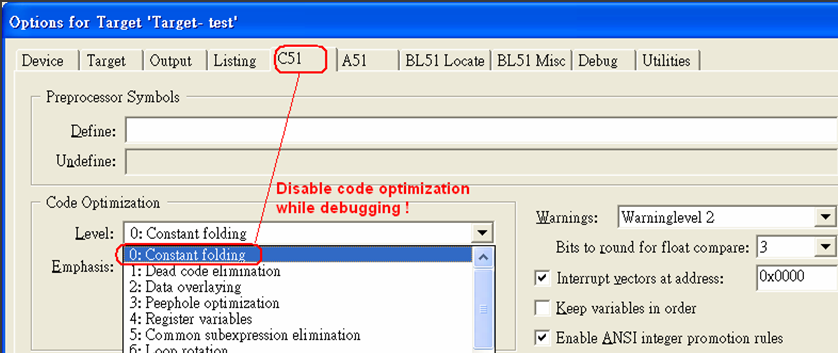 Options for Target 'Target- test'
Device Target Output Listing C51 A51 BL51 Locate BL51 Misc Debug Utilities
Preprocessor Symbols
Define:
Undefine:
Code Optimization
Disable code optimization
while debugging !
Level: 0: Constant folding
0: Constant folding
Emphasis:
1: Dead code elimination
2: Data overlaying
3: Peephole optimization
4: Register variables
5: Common subexpression elimination
6: Loop rotation
Warnings: Warninglevel 2
Bits to round for float compare: 3
Interrupt vectors at address: 0x0000
Keep variables in order
Enable ANSI integer promotion rules